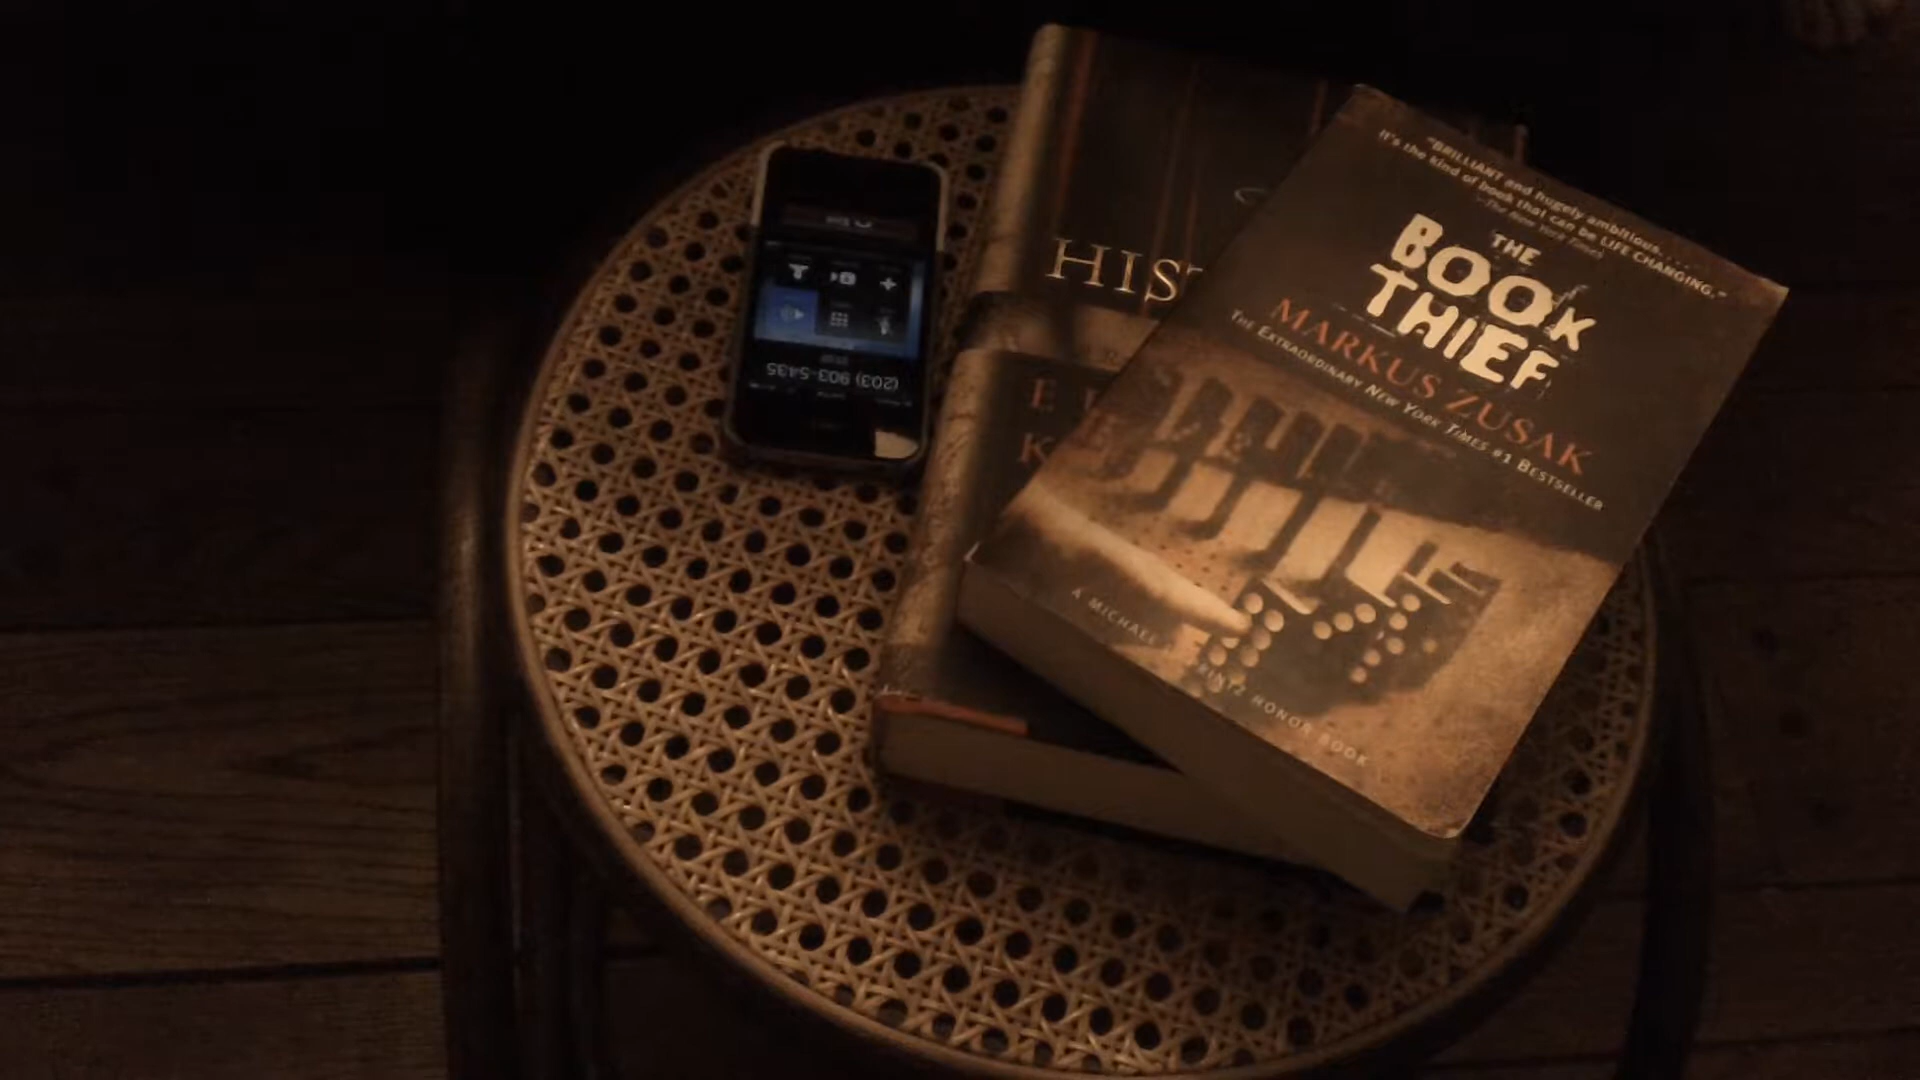 "BRILLIANT and hugely ambitious....
It's the kind of book that can be LIFE CHANGING."
—The New York Times
THE
BOOK
THIEF
MARKUS ZUSAK
THE EXTRAORDINARY NEW YORK TIMES #1 BESTSELLER
A MICHAEL PRINTZ HONOR BOOK
HIS
E
K
(203) 903-5435